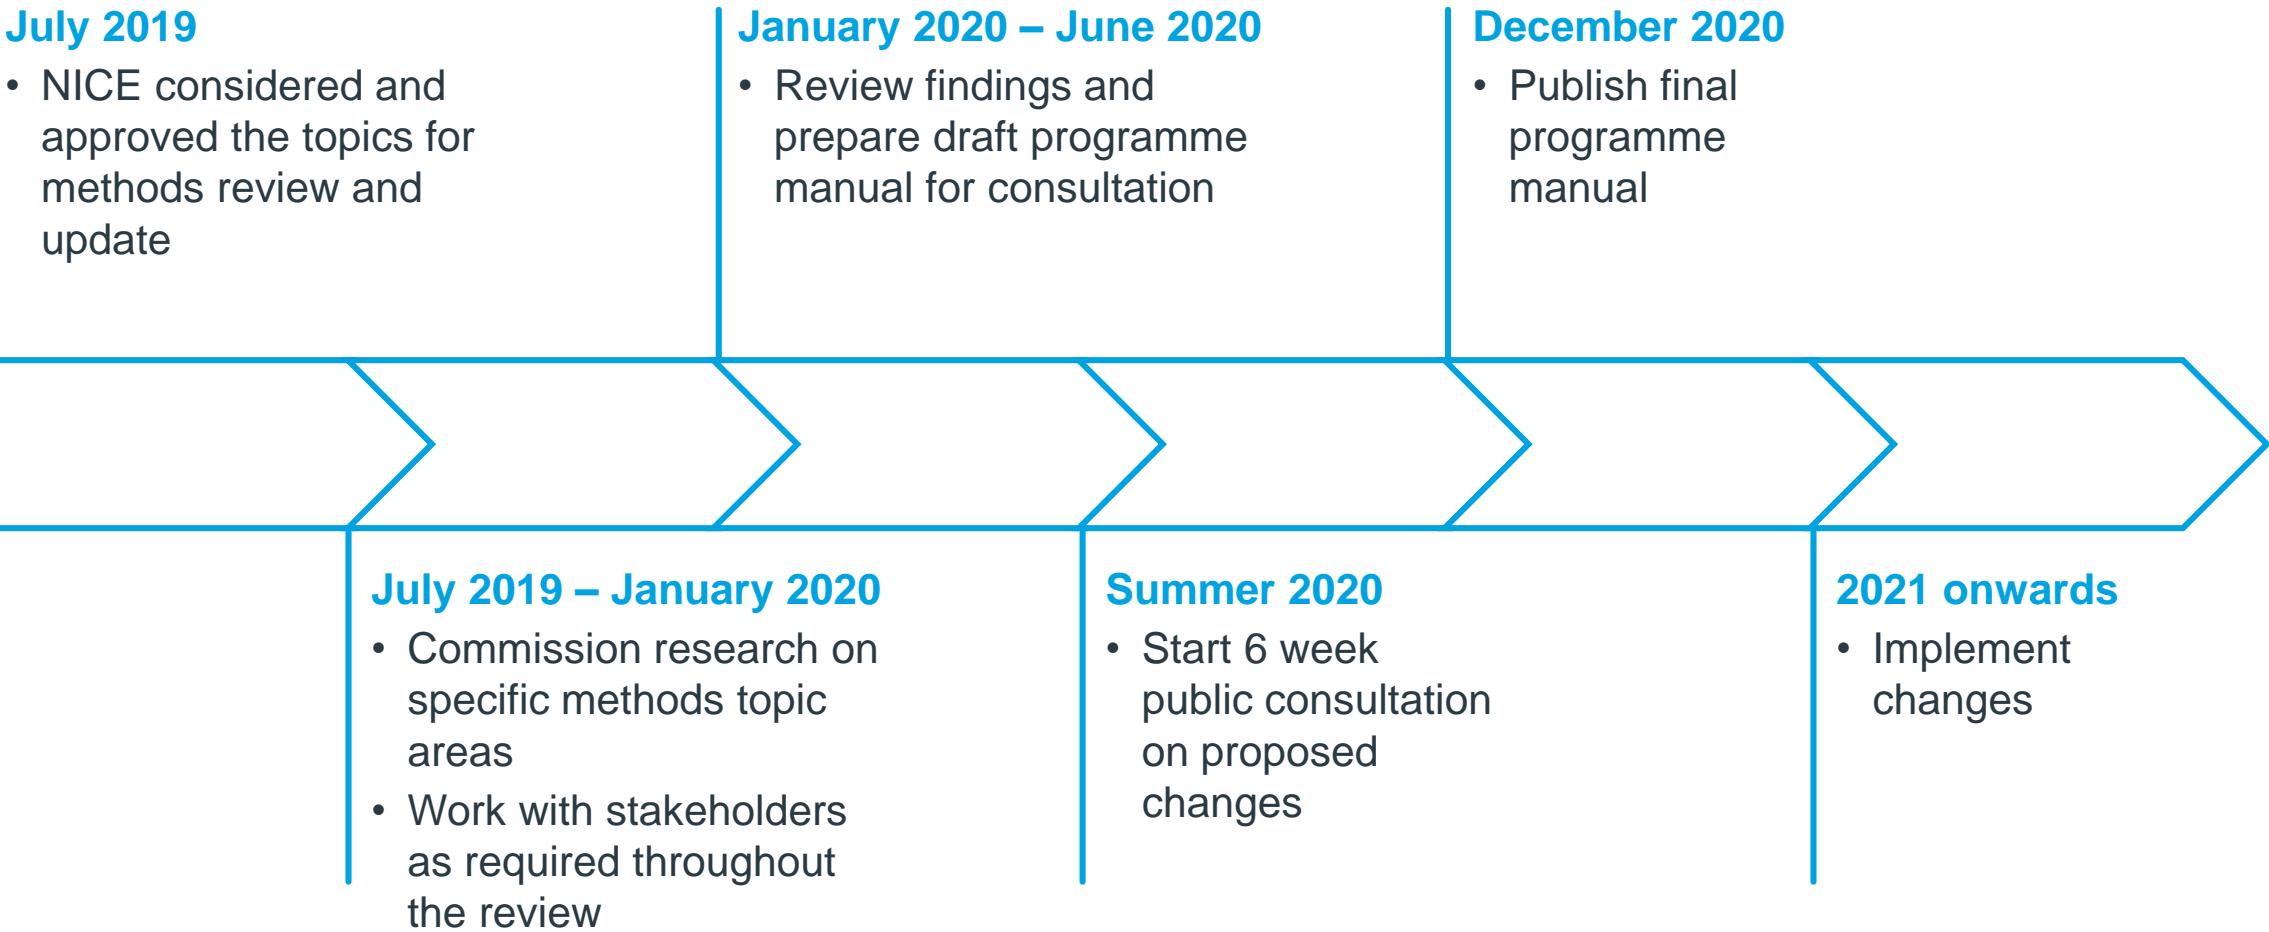 July 2019
• NICE considered and
approved the topics for
methods review and
update
January 2020 – June 2020
• Review findings and
prepare draft programme
manual for consultation
December 2020
• Publish final
programme
manual
July 2019 – January 2020
• Commission research on
specific methods topic
areas
• Work with stakeholders
as required throughout
the review
Summer 2020
• Start 6 week
public consultation
on proposed
changes
2021 onwards
• Implement
changes